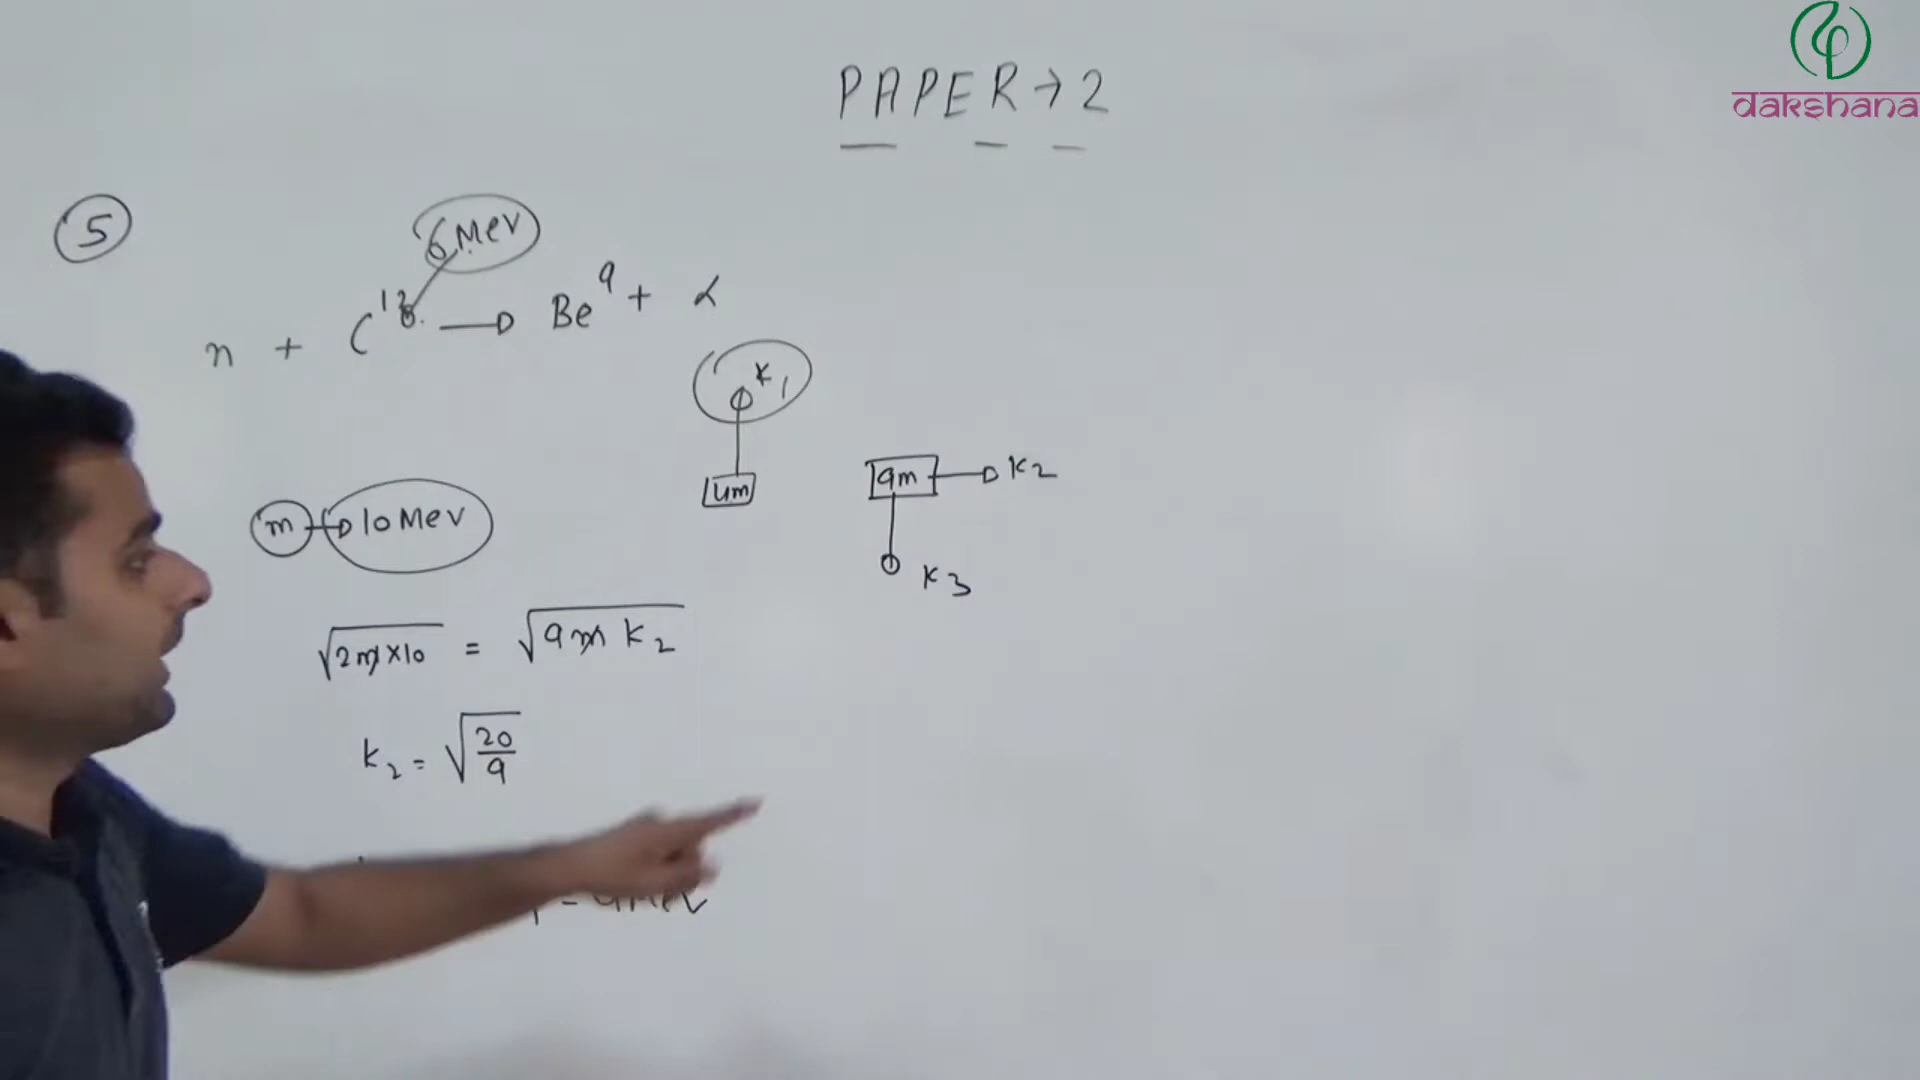 dakshana
PAPER → 2
5
6 MeV
n + C¹² → Be⁹ + α
K₁
4m
9m → K₂
K₃
m → 10 MeV
√2m×10 = √9m K₂
K₂ = √20/9